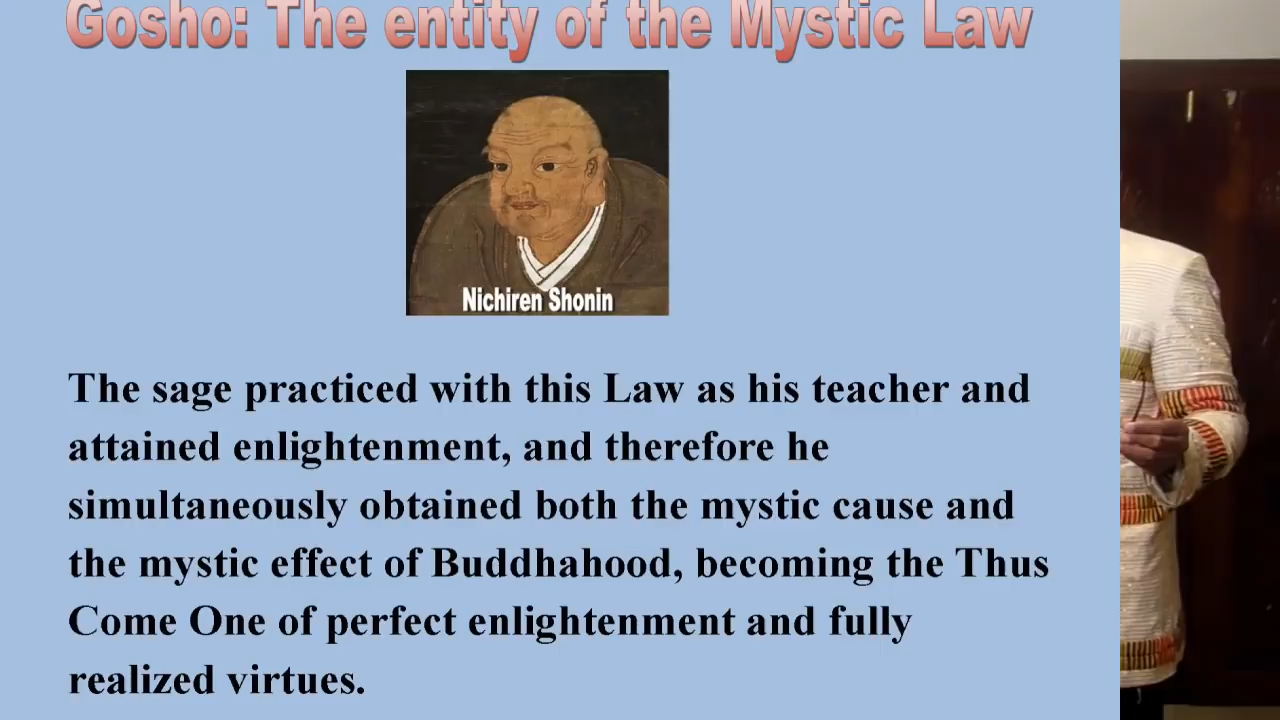 Gosho: The entity of the Mystic Law
Nichiren Shonin
The sage practiced with this Law as his teacher and
attained enlightenment, and therefore he
simultaneously obtained both the mystic cause and
the mystic effect of Buddhahood, becoming the Thus
Come One of perfect enlightenment and fully
realized virtues.